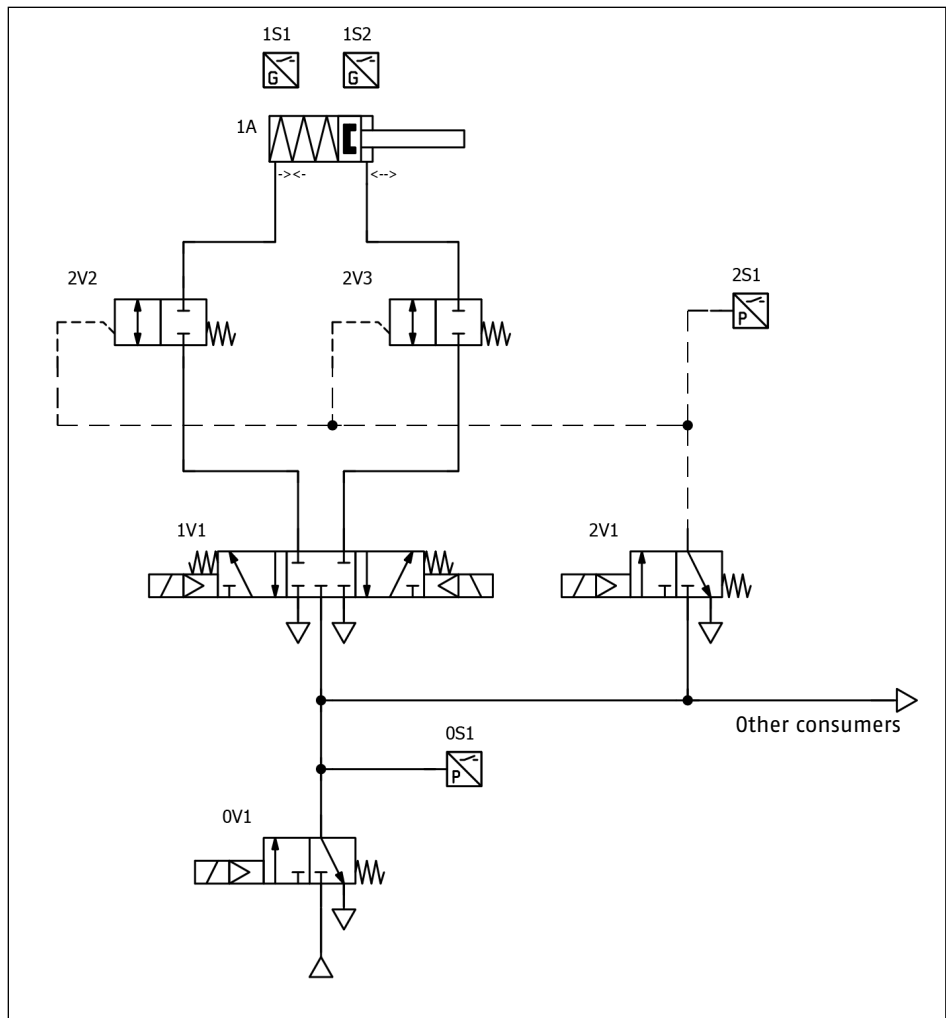 1S1 1S2
G G
1A
-><- <-->
2V2 2V3 2S1
P
1V1 2V1
Other consumers
0S1
P
0V1